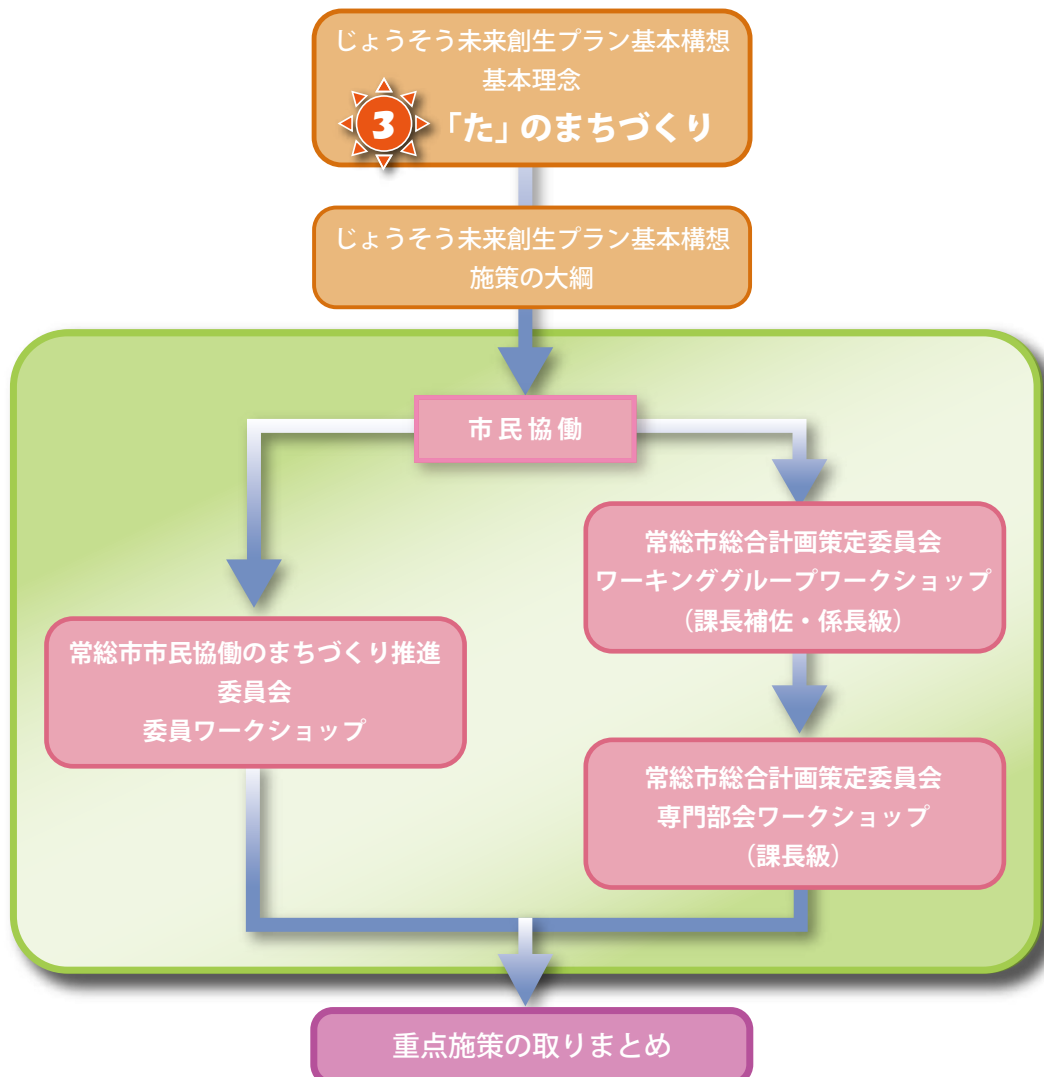 じょうそう未来創生プラン基本構想
基本理念
3 「た」のまちづくり
じょうそう未来創生プラン基本構想
施策の大綱
市民協働
常総市市民協働のまちづくり推進
委員会
委員ワークショップ
常総市総合計画策定委員会
ワーキンググループワークショップ
（課長補佐・係長級）
常総市総合計画策定委員会
専門部会ワークショップ
（課長級）
重点施策の取りまとめ